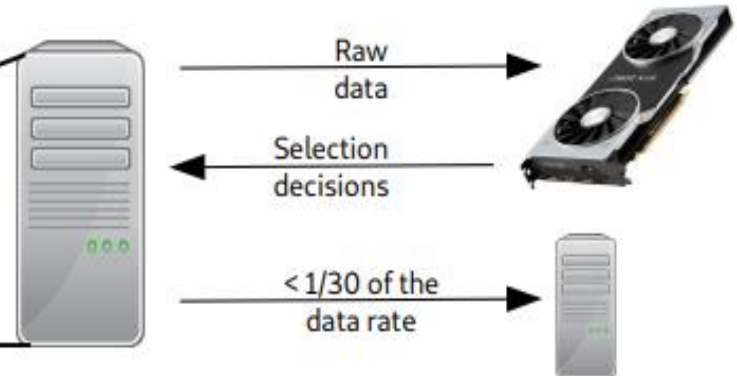 Raw
data
Selection
decisions
< 1/30 of the
data rate